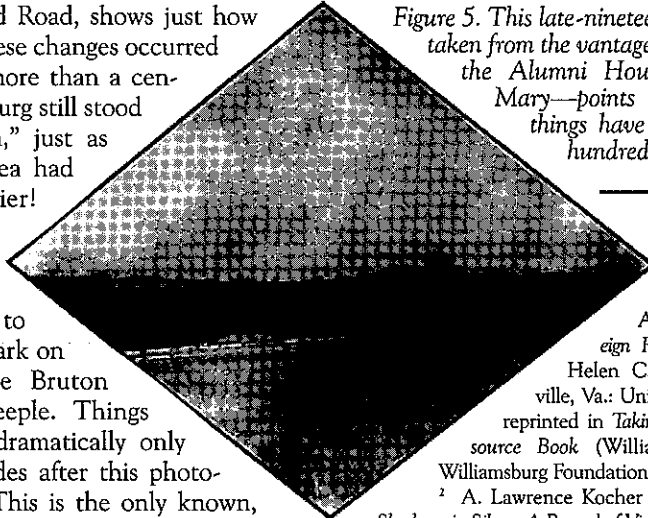 d Road, shows just how
ese changes occurred
nore than a cen-
urg still stood
," just as
ea had
ier!
to
ark on
e Bruton
eeple. Things
dramatically only
des after this photo-
This is the only known,
Figure 5. This late-ninetee
taken from the vantage
the Alumni Hou
Mary—points
things have
hundred
A
eign
Helen C
ville, Va.: Uni
reprinted in Takin
source Book (Willia
Williamsburg Foundation
² A. Lawrence Kocher